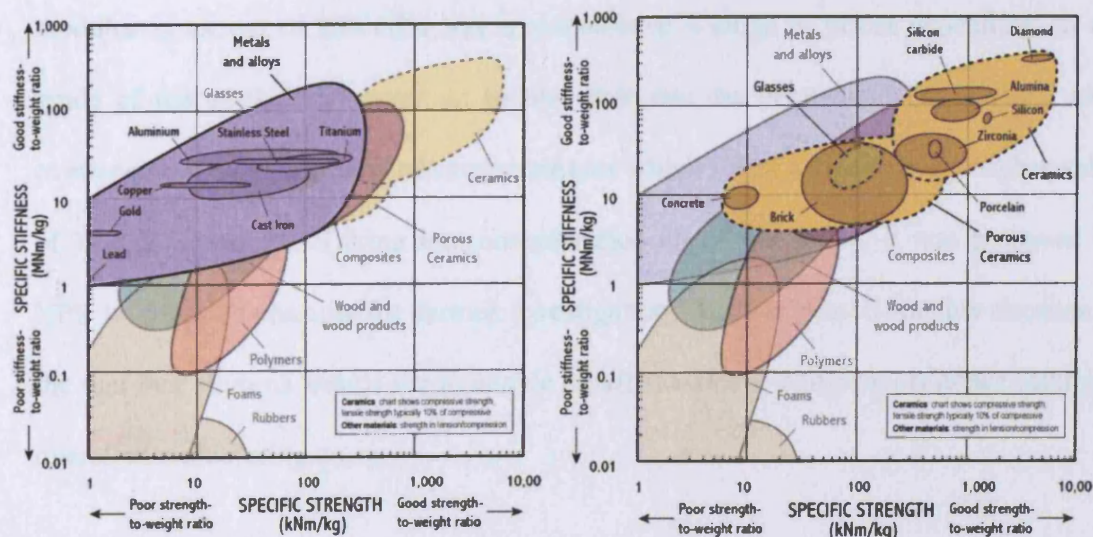 1,000
100
10
1
0.1
0.01
Good stiffness-
to-weight ratio
SPECIFIC STIFFNESS
(MNm/kg)
Poor stiffness-
to-weight ratio
Metals
and alloys
Glasses
Aluminium
Stainless Steel
Titanium
Copper
Gold
Cast Iron
Lead
Ceramics
Porous
Ceramics
Composites
Wood and
wood products
Polymers
Foams
Rubbers
Ceramics: chart shows compressive strength,
tensile strength typically 10% of compressive
Other materials: strength in tension/compression
1
10
100
1,000
10,00
Poor strength-
to-weight ratio
SPECIFIC STRENGTH
(kNm/kg)
Good strength-
to-weight ratio
1,000
100
10
1
0.1
0.01
Good stiffness-
to-weight ratio
SPECIFIC STIFFNESS
(MNm/kg)
Poor stiffness-
to-weight ratio
Metals
and alloys
Glasses
Silicon
carbide
Diamond
Alumina
Silicon
Zirconia
Ceramics
Concrete
Brick
Porcelain
Porous
Ceramics
Composites
Wood and
wood products
Polymers
Foams
Rubbers
Ceramics: chart shows compressive strength,
tensile strength typically 10% of compressive
Other materials: strength in tension/compression
1
10
100
1,000
10,00
Poor strength-
to-weight ratio
SPECIFIC STRENGTH
(kNm/kg)
Good strength-
to-weight ratio